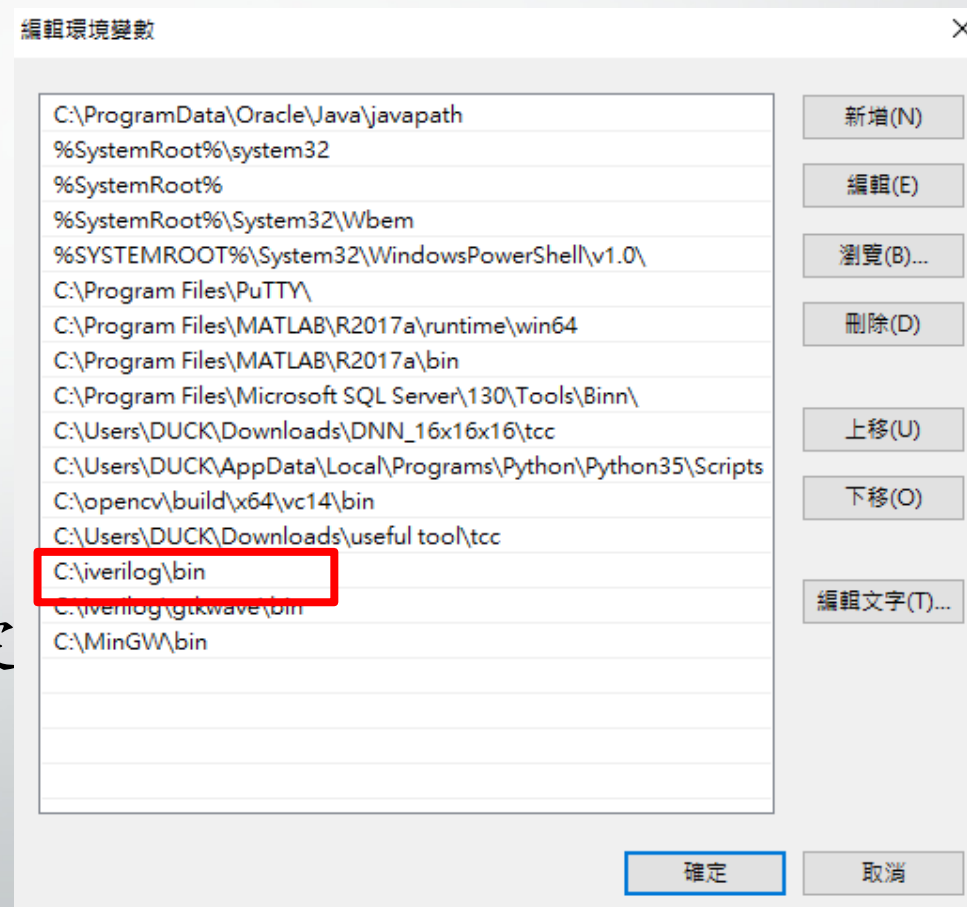 編輯環境變數
C:\ProgramData\Oracle\Java\javapath
%SystemRoot%\system32
%SystemRoot%
%SystemRoot%\System32\Wbem
%SYSTEMROOT%\System32\WindowsPowerShell\v1.0\
C:\Program Files\PuTTY\
C:\Program Files\MATLAB\R2017a\runtime\win64
C:\Program Files\MATLAB\R2017a\bin
C:\Program Files\Microsoft SQL Server\130\Tools\Binn\
C:\Users\DUCK\Downloads\DNN_16x16x16\tcc
C:\Users\DUCK\AppData\Local\Programs\Python\Python35\Scripts
C:\opencv\build\x64\vc14\bin
C:\Users\DUCK\Downloads\useful tool\tcc
C:\iverilog\bin
C:\iverilog\gtkwave\bin
C:\MinGW\bin
新增(N)
編輯(E)
瀏覽(B)...
刪除(D)
上移(U)
下移(O)
編輯文字(T)...
確定
取消